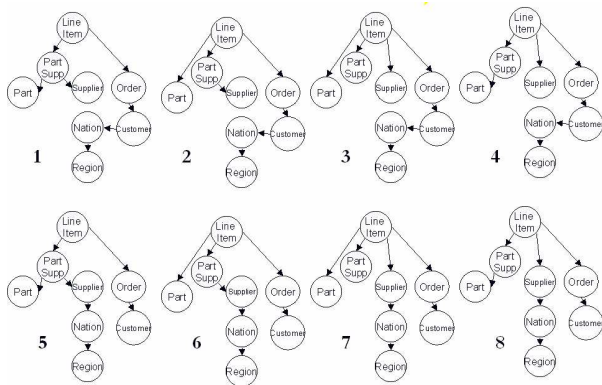 Line
Item
Part
Supp
Part
Supplier
Order
Nation
Customer
Region
1
Line
Item
Part
Supp
Part
Supplier
Order
Nation
Customer
Region
2
Line
Item
Part
Supp
Part
Supplier
Order
Nation
Customer
Region
3
Line
Item
Part
Supp
Part
Supplier
Order
Nation
Customer
Region
4
Line
Item
Part
Supp
Part
Supplier
Order
Nation
Customer
Region
5
Line
Item
Part
Supp
Part
Supplier
Order
Nation
Customer
Region
6
Line
Item
Part
Supp
Part
Supplier
Order
Nation
Customer
Region
7
Line
Item
Part
Supp
Part
Supplier
Order
Nation
Customer
Region
8